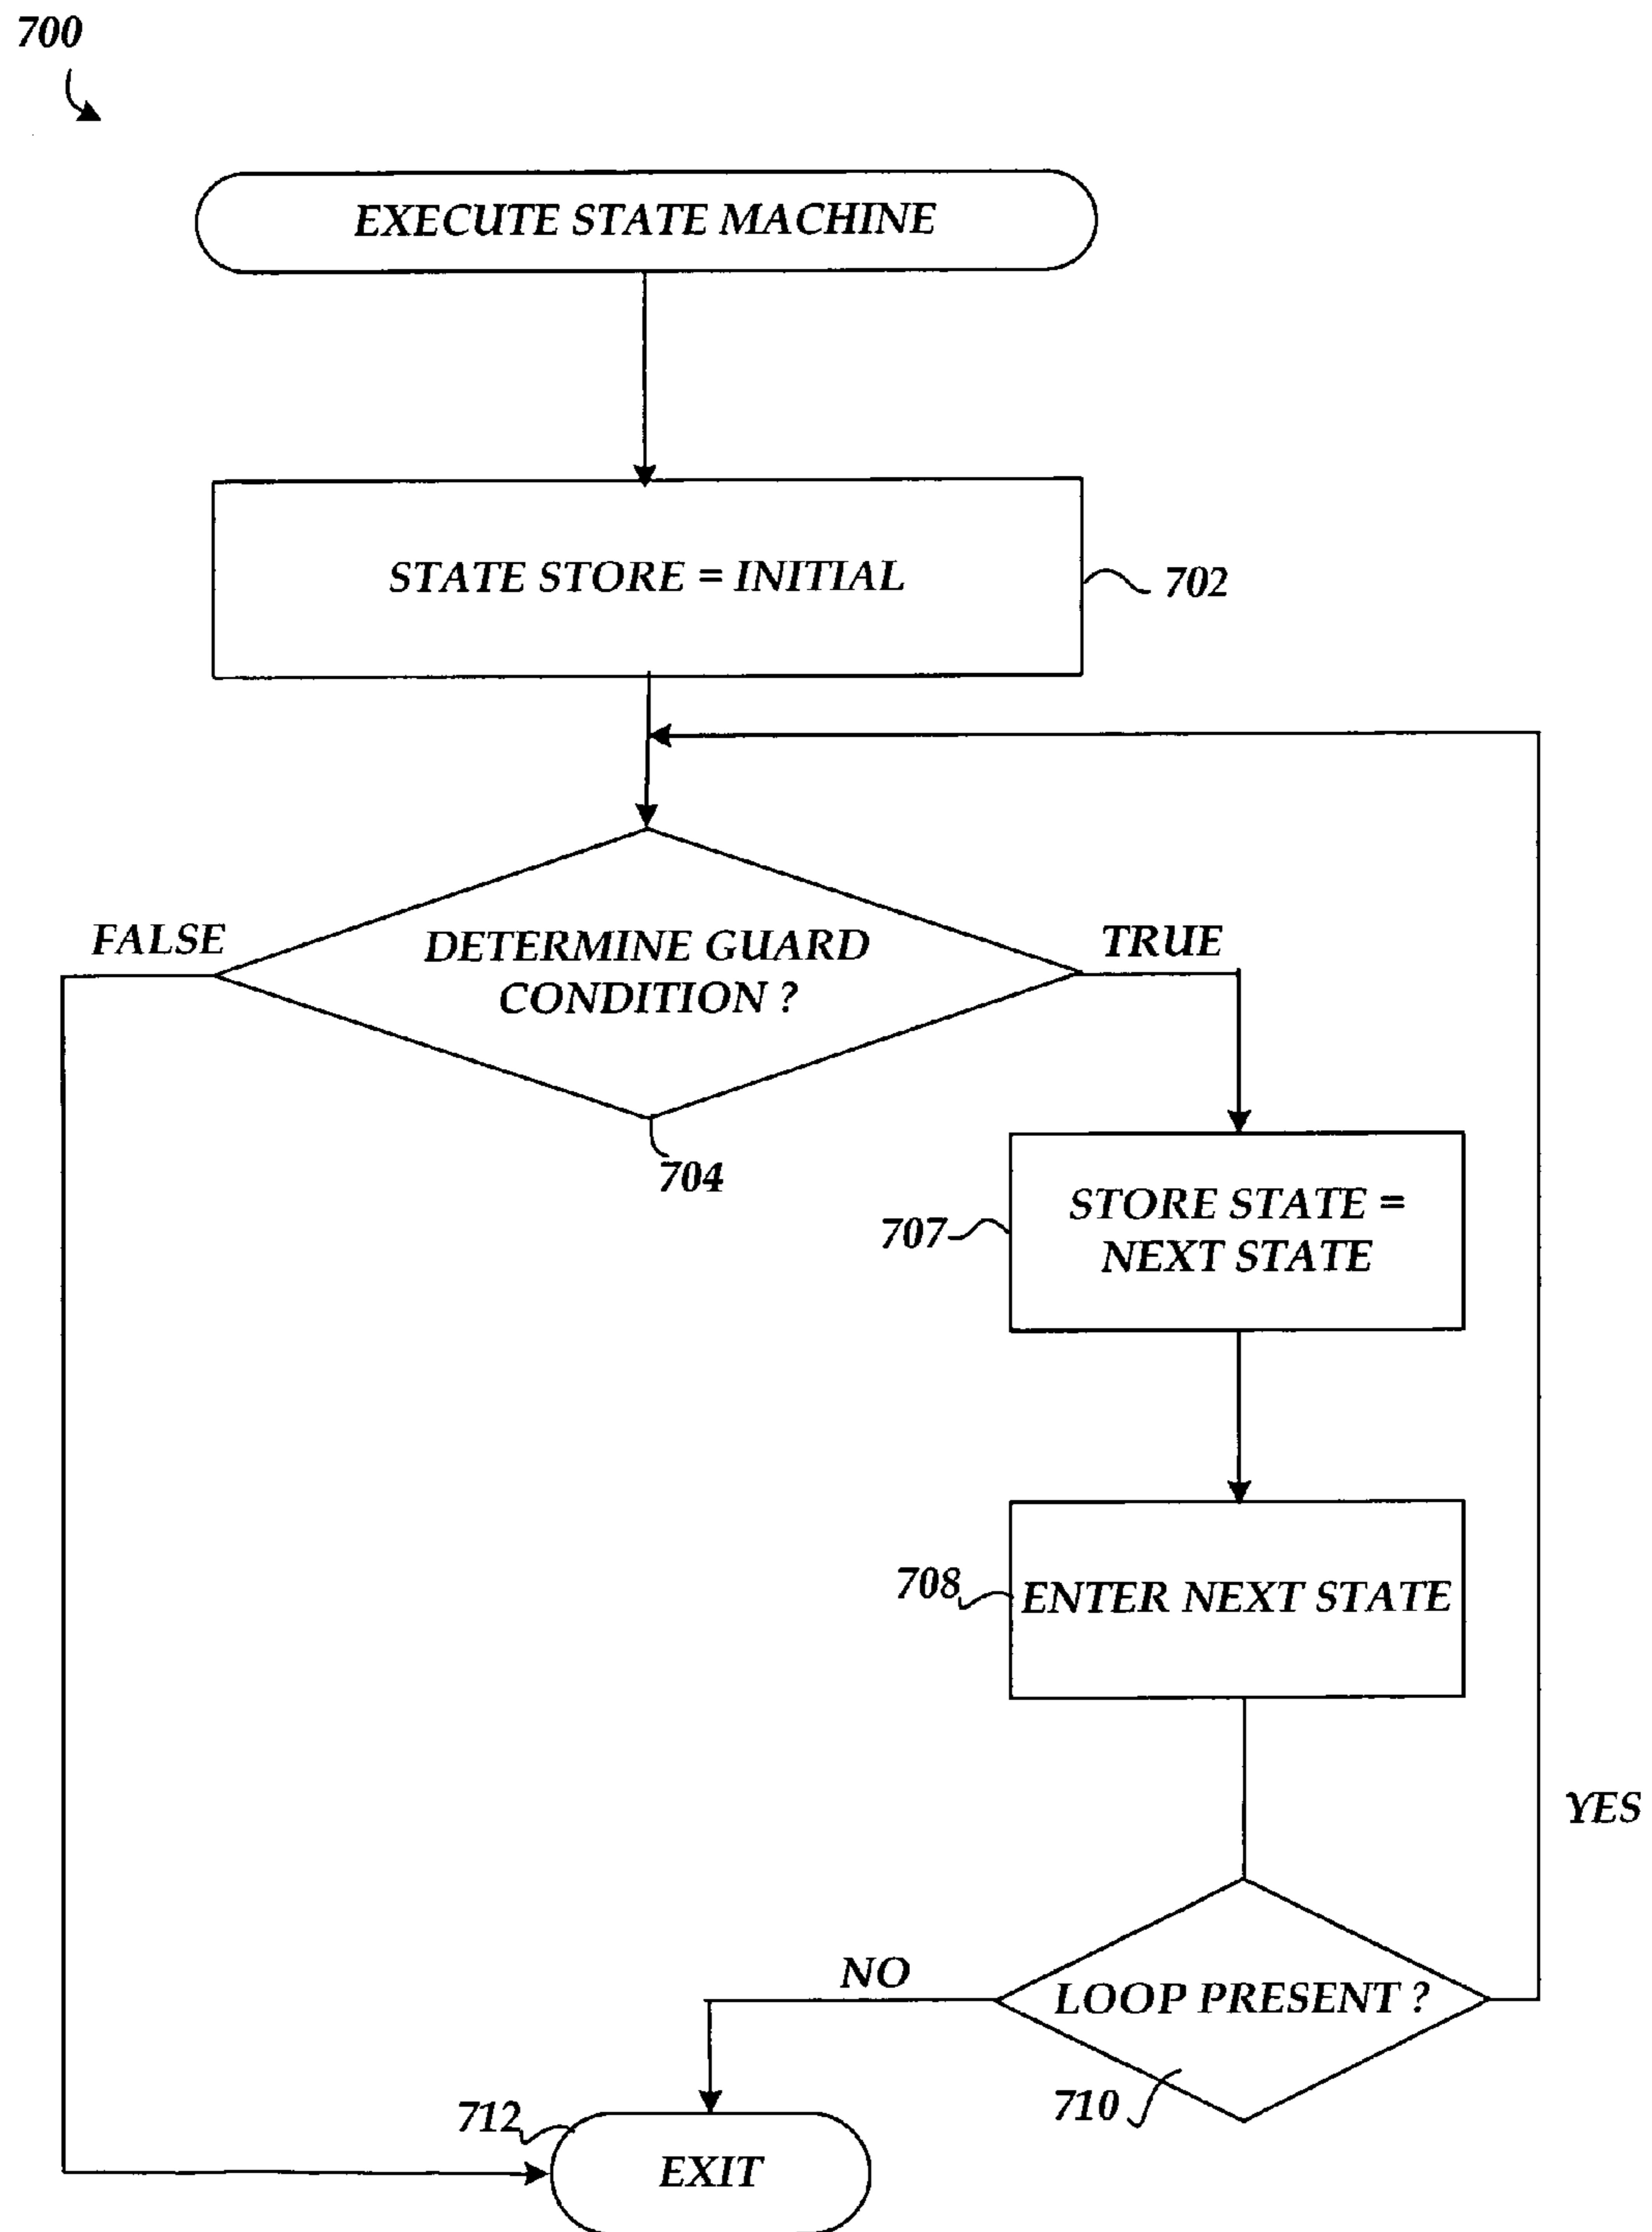 700
EXECUTE STATE MACHINE
STATE STORE = INITIAL
702
FALSE
DETERMINE GUARD
CONDITION ?
TRUE
704
STORE STATE =
NEXT STATE
707
708
ENTER NEXT STATE
YES
NO
LOOP PRESENT ?
710
712
EXIT